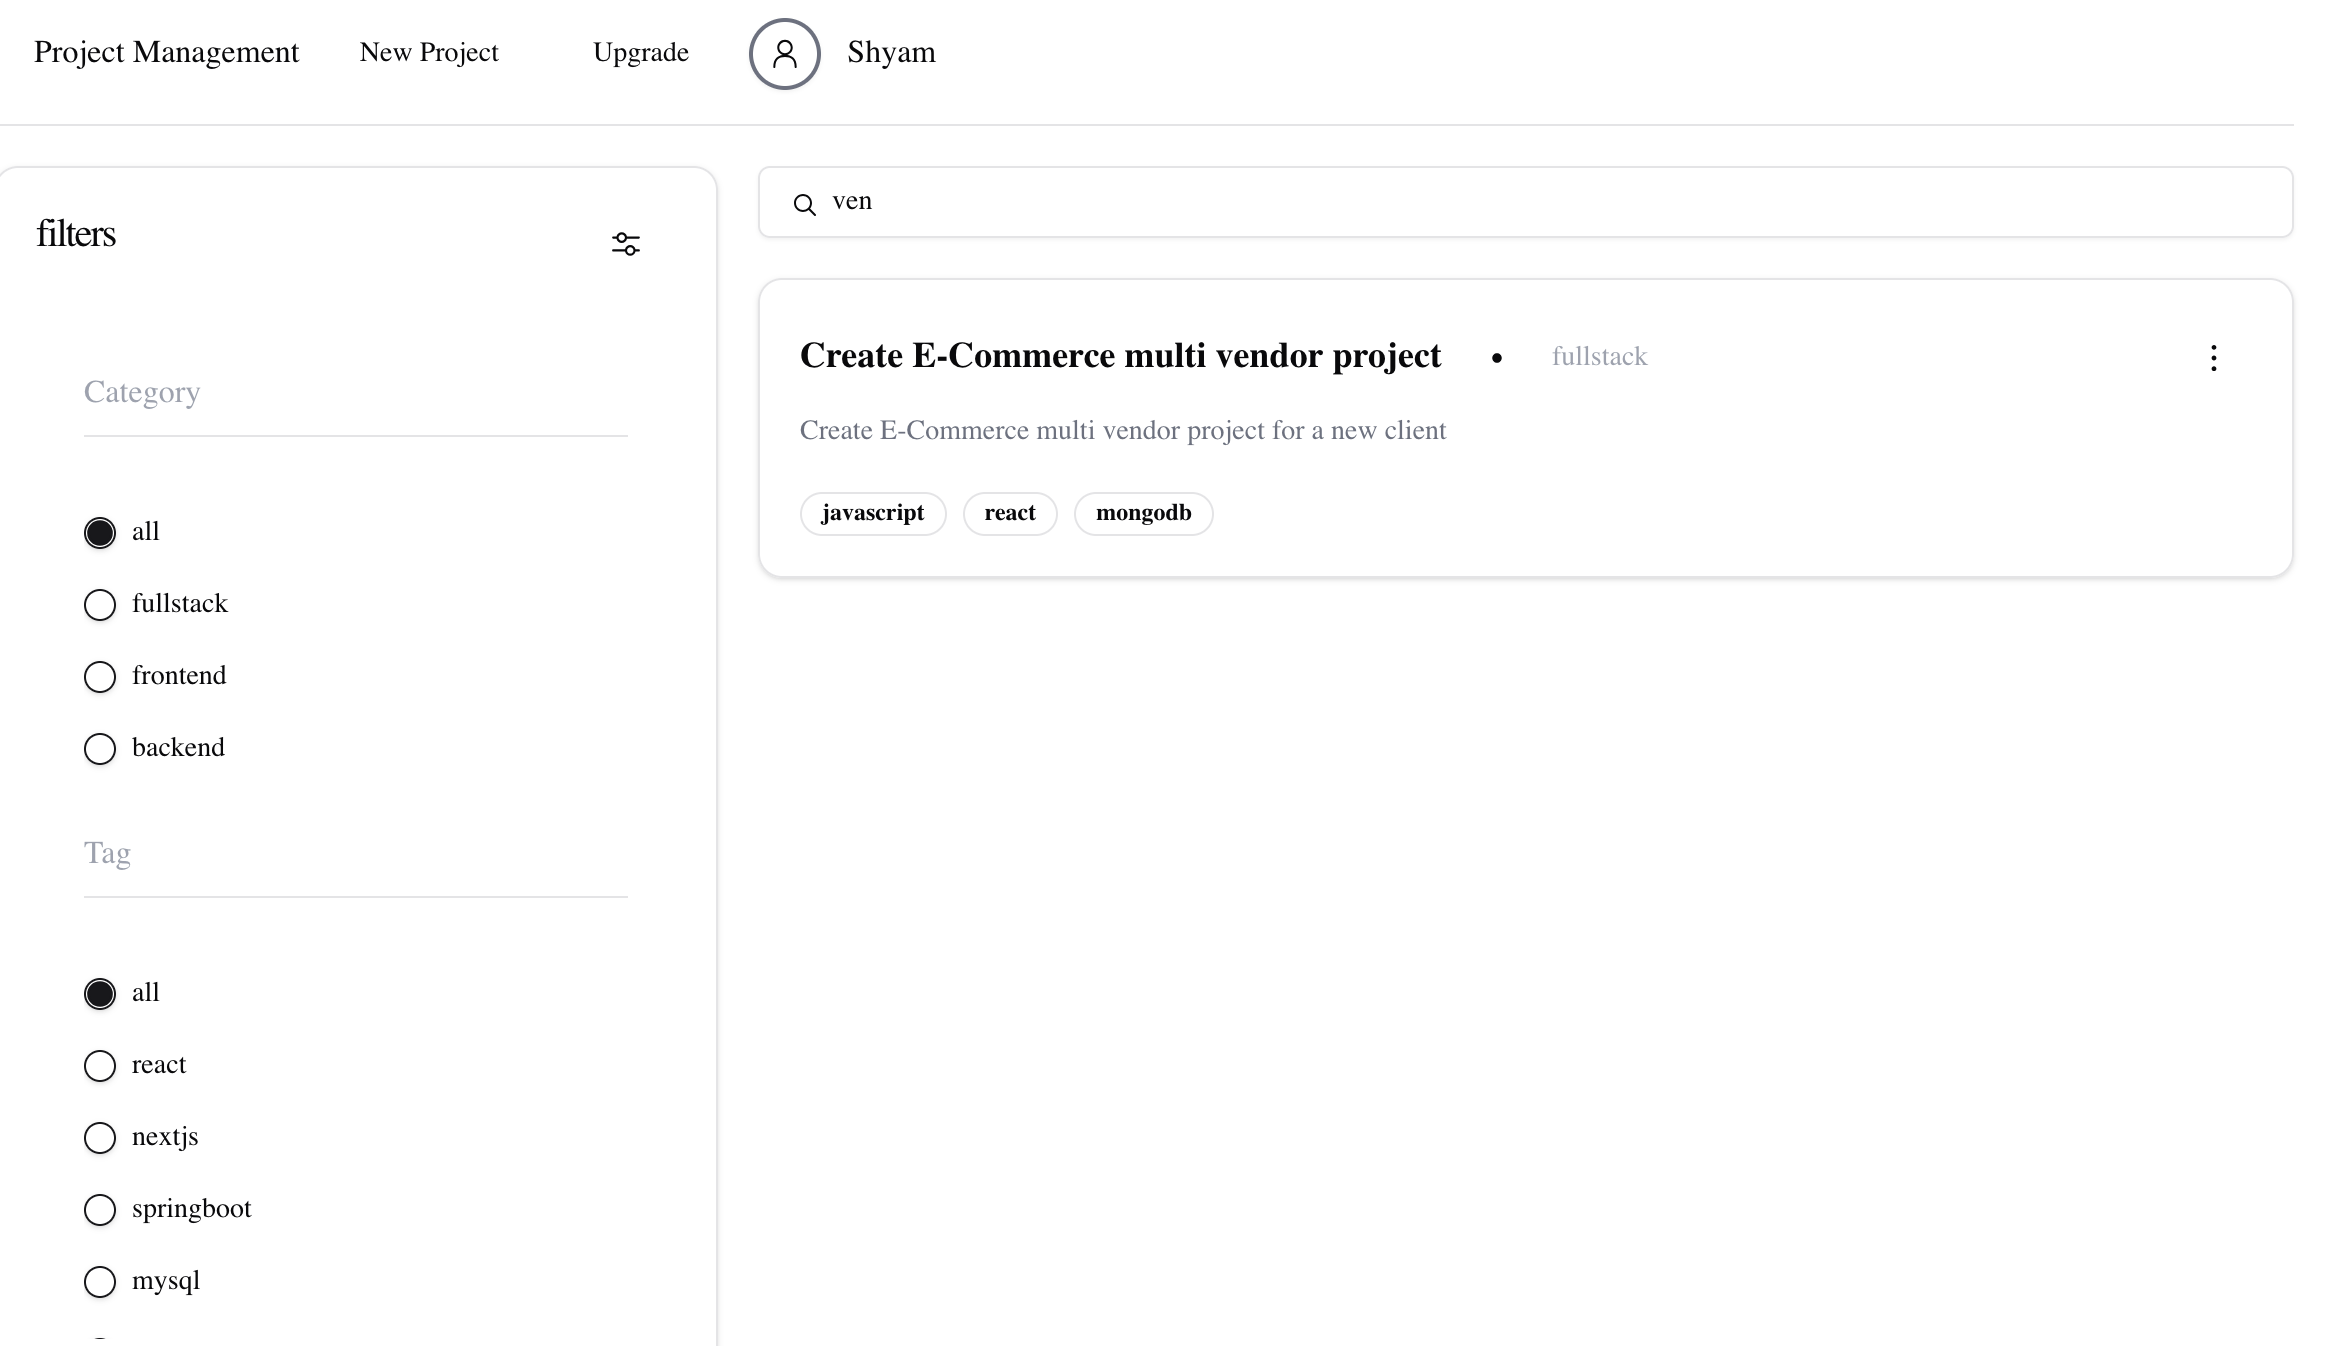 Project Management New Project Upgrade Shyam
filters
Category
all
fullstack
frontend
backend
Tag
all
react
nextjs
springboot
mysql
ven
Create E-Commerce multi vendor project • fullstack
Create E-Commerce multi vendor project for a new client
javascript react mongodb